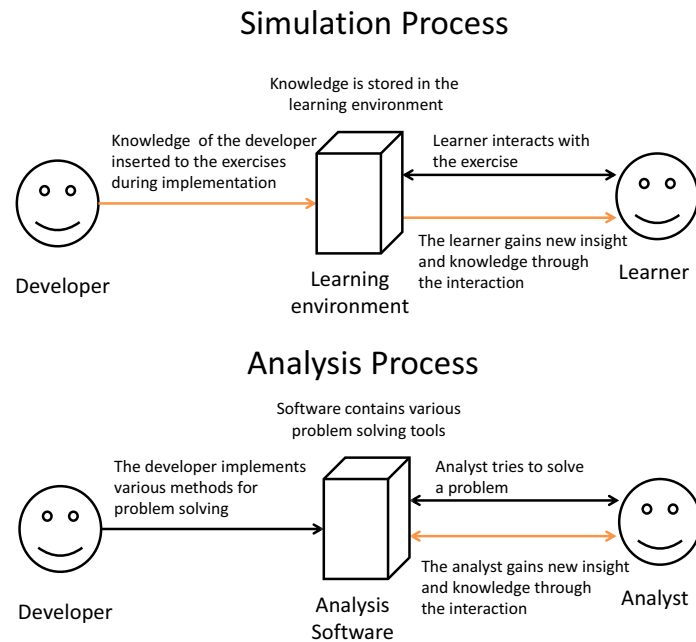 Simulation Process
Knowledge is stored in the
learning environment
Knowledge of the developer
inserted to the exercises
during implementation
Learner interacts with
the exercise
The learner gains new insight
and knowledge through
the interaction
Developer
Learning
environment
Learner
Analysis Process
Software contains various
problem solving tools
The developer implements
various methods for
problem solving
Analyst tries to solve
a problem
The analyst gains new insight
and knowledge through
the interaction
Developer
Analysis
Software
Analyst